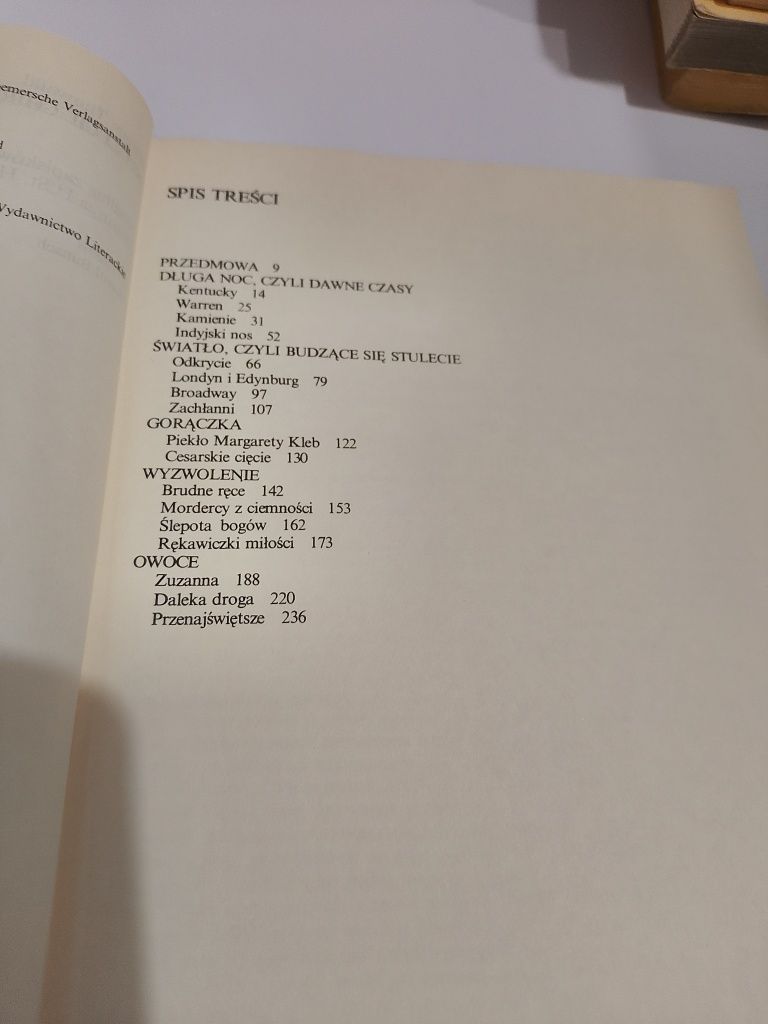 Verlagsanstalt
Wydawnictwo Literackie
SPIS TREŚCI
PRZEDMOWA 9
DŁUGA NOC, CZYLI DAWNE CZASY
Kentucky 14
Warren 25
Kamienie 31
Indyjski nos 52
ŚWIATŁO, CZYLI BUDZĄCE SIĘ STULECIE
Odkrycie 66
Londyn i Edynburg 79
Broadway 97
Zachłanni 107
GORĄCZKA
Piekło Margarety Kleb 122
Cesarskie cięcie 130
WYZWOLENIE
Brudne ręce 142
Mordercy z ciemności 153
Ślepota bogów 162
Rękawiczki miłości 173
OWOCE
Zuzanna 188
Daleka droga 220
Przenajświętsze 236